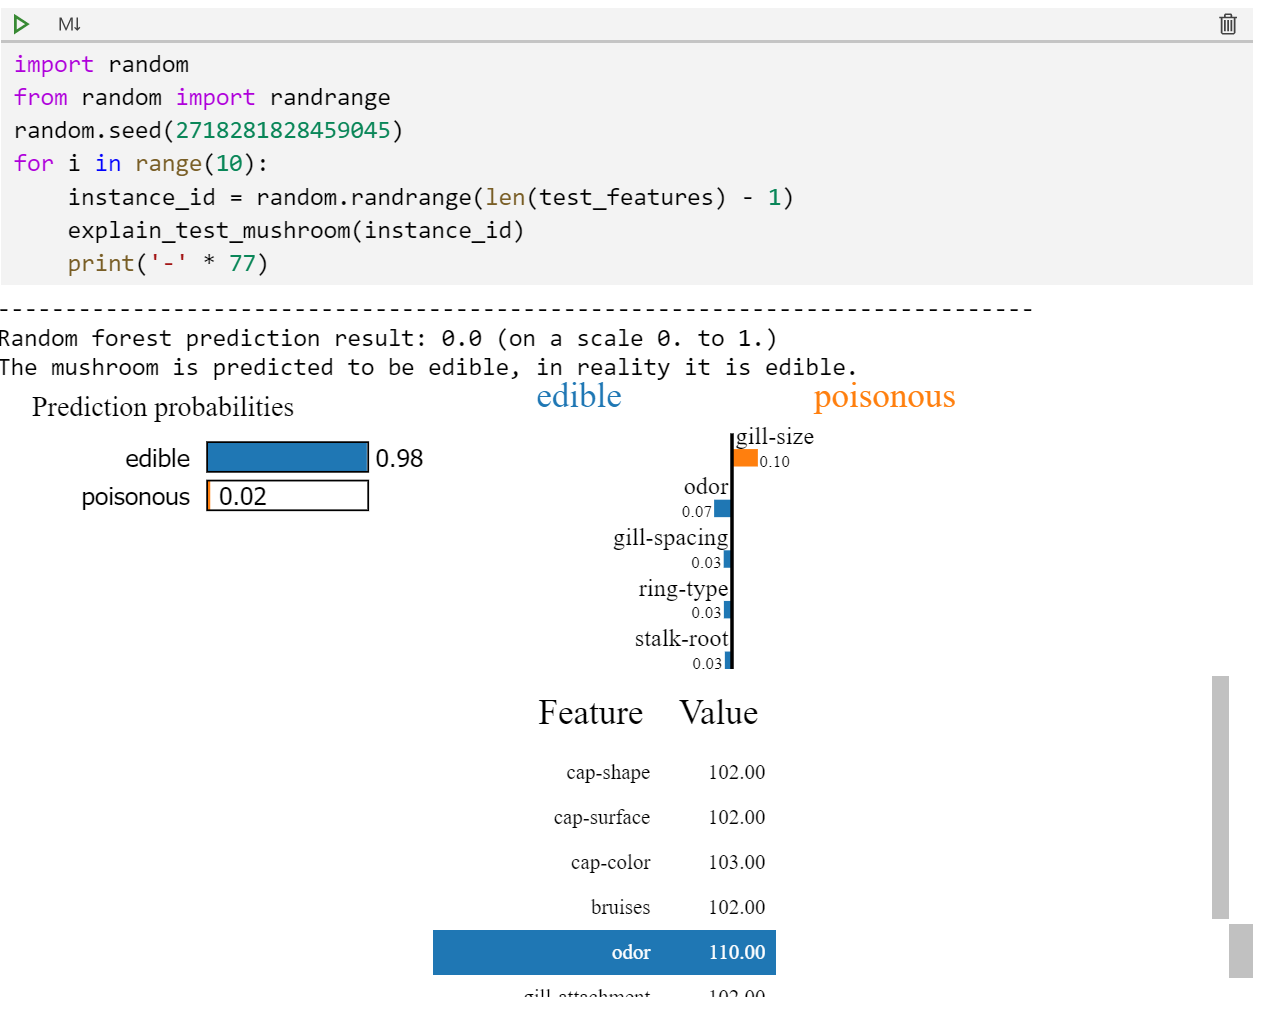 M↓
import random
from random import randrange
random.seed(2718281828459045)
for i in range(10):
    instance_id = random.randrange(len(test_features) - 1)
    explain_test_mushroom(instance_id)
    print('-' * 77)
-----------------------------------------------------------------------------
Random forest prediction result: 0.0 (on a scale 0. to 1.)
The mushroom is predicted to be edible, in reality it is edible.
Prediction probabilities
edible 0.98
poisonous 0.02
edible poisonous
gill-size
0.10
odor
0.07
gill-spacing
0.03
ring-type
0.03
stalk-root
0.03
Feature Value
cap-shape 102.00
cap-surface 102.00
cap-color 103.00
bruises 102.00
odor 110.00
gill-attachment 102.00